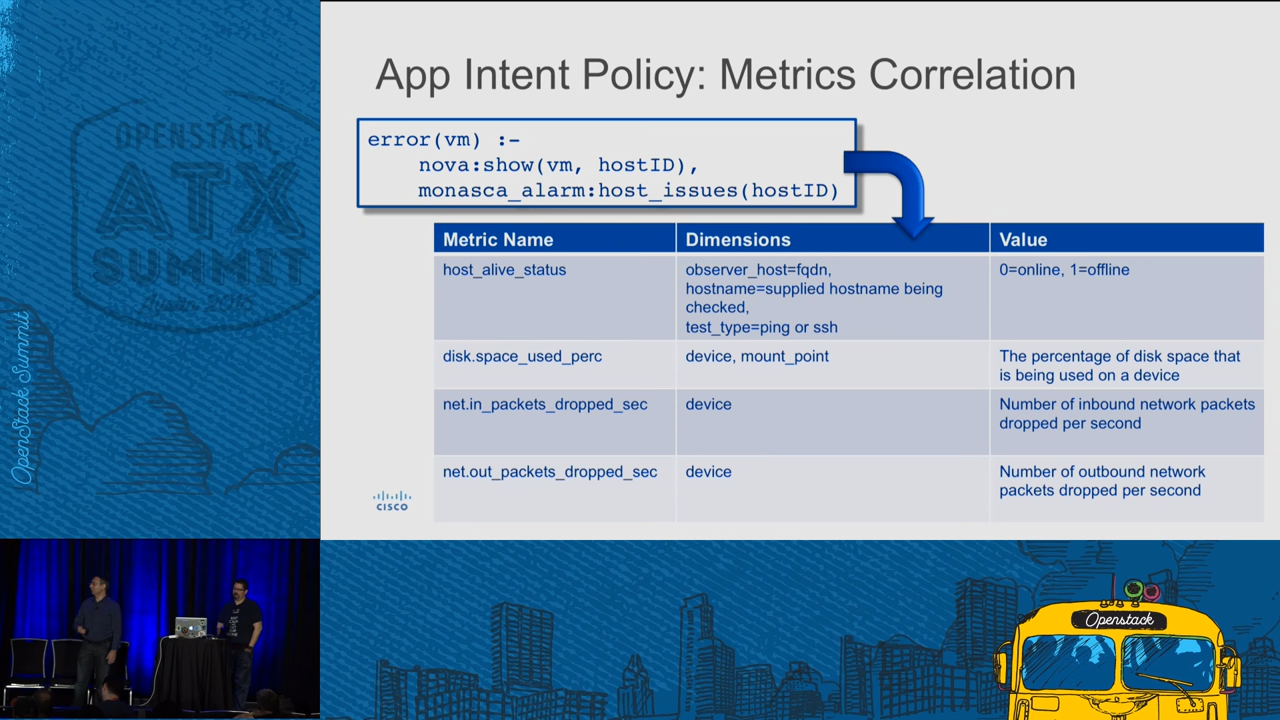 App Intent Policy: Metrics Correlation
error(vm) :-
nova:show(vm, hostID),
monasca_alarm:host_issues(hostID)
Metric Name
Dimensions
Value
host_alive_status
observer_host=fqdn,
hostname=supplied hostname being
checked,
test_type=ping or ssh
0=online, 1=offline
disk.space_used_perc
device, mount_point
The percentage of disk space that
is being used on a device
net.in_packets_dropped_sec
device
Number of inbound network packets
dropped per second
net.out_packets_dropped_sec
device
Number of outbound network
packets dropped per second
CISCO
OPENSTACK
ATX
SUMMIT
OpenStack Summit
Openstack